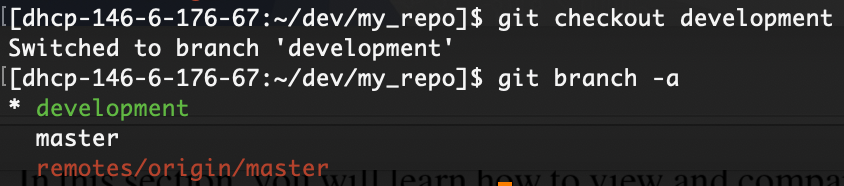 [[dhcp-146-6-176-67:~/dev/my_repo]$ git checkout development
Switched to branch 'development'
[[dhcp-146-6-176-67:~/dev/my_repo]$ git branch -a
* development
master
remotes/origin/master
In this section, you will learn how to view and compa